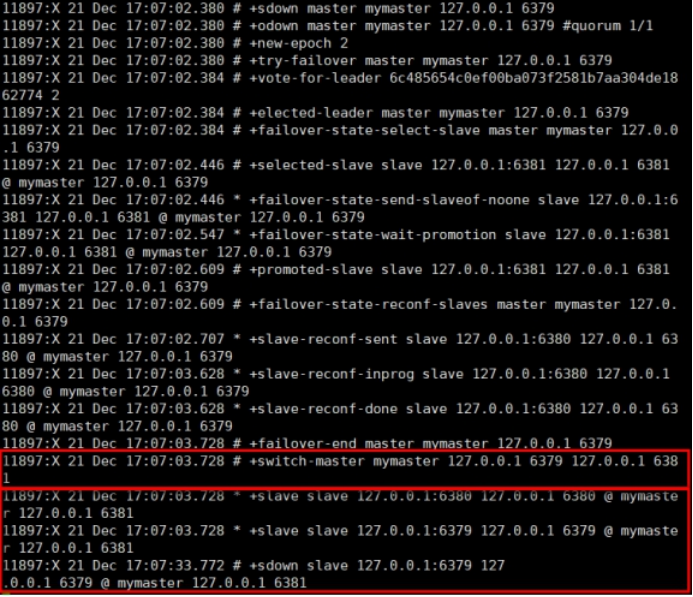 11897:X 21 Dec 17:07:02.380 # +sdown master mymaster 127.0.0.1 6379
11897:X 21 Dec 17:07:02.380 # +odown master mymaster 127.0.0.1 6379 #quorum 1/1
11897:X 21 Dec 17:07:02.380 # +new-epoch 2
11897:X 21 Dec 17:07:02.380 # +try-failover master mymaster 127.0.0.1 6379
11897:X 21 Dec 17:07:02.384 # +vote-for-leader 6c485654c0ef00ba073f2581b7aa304de18
62774 2
11897:X 21 Dec 17:07:02.384 # +elected-leader master mymaster 127.0.0.1 6379
11897:X 21 Dec 17:07:02.384 # +failover-state-select-slave master mymaster 127.0.0
.1 6379
11897:X 21 Dec 17:07:02.446 # +selected-slave slave 127.0.0.1:6381 127.0.0.1 6381
@ mymaster 127.0.0.1 6379
11897:X 21 Dec 17:07:02.446 * +failover-state-send-slaveof-noone slave 127.0.0.1:6
381 127.0.0.1 6381 @ mymaster 127.0.0.1 6379
11897:X 21 Dec 17:07:02.547 * +failover-state-wait-promotion slave 127.0.0.1:6381
127.0.0.1 6381 @ mymaster 127.0.0.1 6379
11897:X 21 Dec 17:07:02.609 # +promoted-slave slave 127.0.0.1:6381 127.0.0.1 6381
@ mymaster 127.0.0.1 6379
11897:X 21 Dec 17:07:02.609 # +failover-state-reconf-slaves master mymaster 127.0.
0.1 6379
11897:X 21 Dec 17:07:02.707 * +slave-reconf-sent slave 127.0.0.1:6380 127.0.0.1 63
80 @ mymaster 127.0.0.1 6379
11897:X 21 Dec 17:07:03.628 * +slave-reconf-inprog slave 127.0.0.1:6380 127.0.0.1
6380 @ mymaster 127.0.0.1 6379
11897:X 21 Dec 17:07:03.628 * +slave-reconf-done slave 127.0.0.1:6380 127.0.0.1 63
80 @ mymaster 127.0.0.1 6379
11897:X 21 Dec 17:07:03.728 # +failover-end master mymaster 127.0.0.1 6379
11897:X 21 Dec 17:07:03.728 # +switch-master mymaster 127.0.0.1 6379 127.0.0.1 638
1
11897:X 21 Dec 17:07:03.728 * +slave slave 127.0.0.1:6380 127.0.0.1 6380 @ mymaste
r 127.0.0.1 6381
11897:X 21 Dec 17:07:03.728 * +slave slave 127.0.0.1:6379 127.0.0.1 6379 @ mymaste
r 127.0.0.1 6381
11897:X 21 Dec 17:07:33.772 # +sdown slave 127.0.0.1:6379 127
.0.0.1 6379 @ mymaster 127.0.0.1 6381